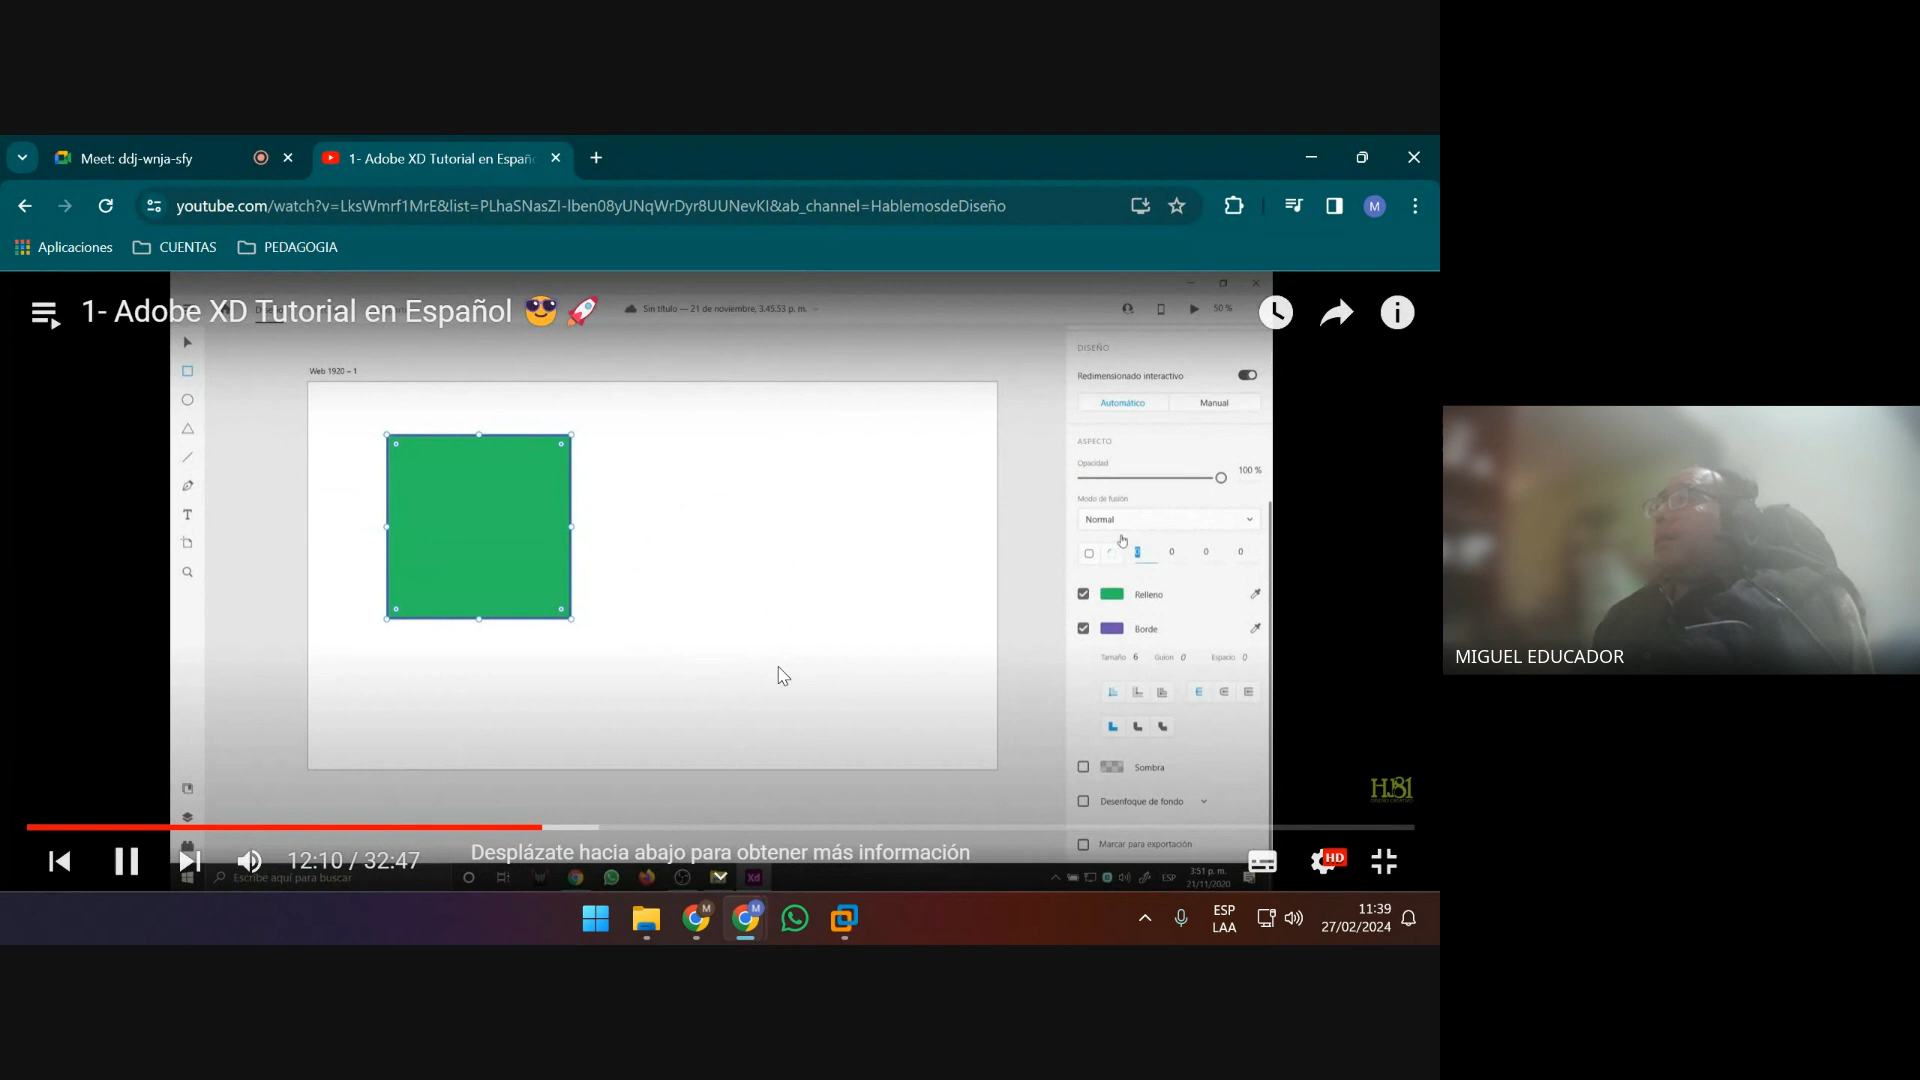 Meet: ddj-wnja-sfy
1- Adobe XD Tutorial en Españ
youtube.com/watch?v=LksWmrf1MrE&list=PLhaSNasZI-Iben08yUNqWrDyr8UUNevKI&ab_channel=HablemosdeDiseño
M
Aplicaciones
CUENTAS
PEDAGOGIA
1- Adobe XD Tutorial en Español 😎 🚀
Sin título — 21 de noviembre, 3.45.53 p. m.
50 %
Web 1920 – 1
DISEÑO
Redimensionado interactivo
Automático Manual
ASPECTO
Opacidad
100 %
Modo de fusión
Normal
0 0 0 0
Relleno
Borde
Tamaño 6 Guion 0 Espacio 0
Sombra
Desenfoque de fondo
Marcar para exportación
HJ31
12:10 / 32:47
Desplázate hacia abajo para obtener más información
HD
Escribe aquí para buscar
Xd
ESP
3:51 p. m.
21/11/2020
M
M
ESP
LAA
11:39
27/02/2024
MIGUEL EDUCADOR